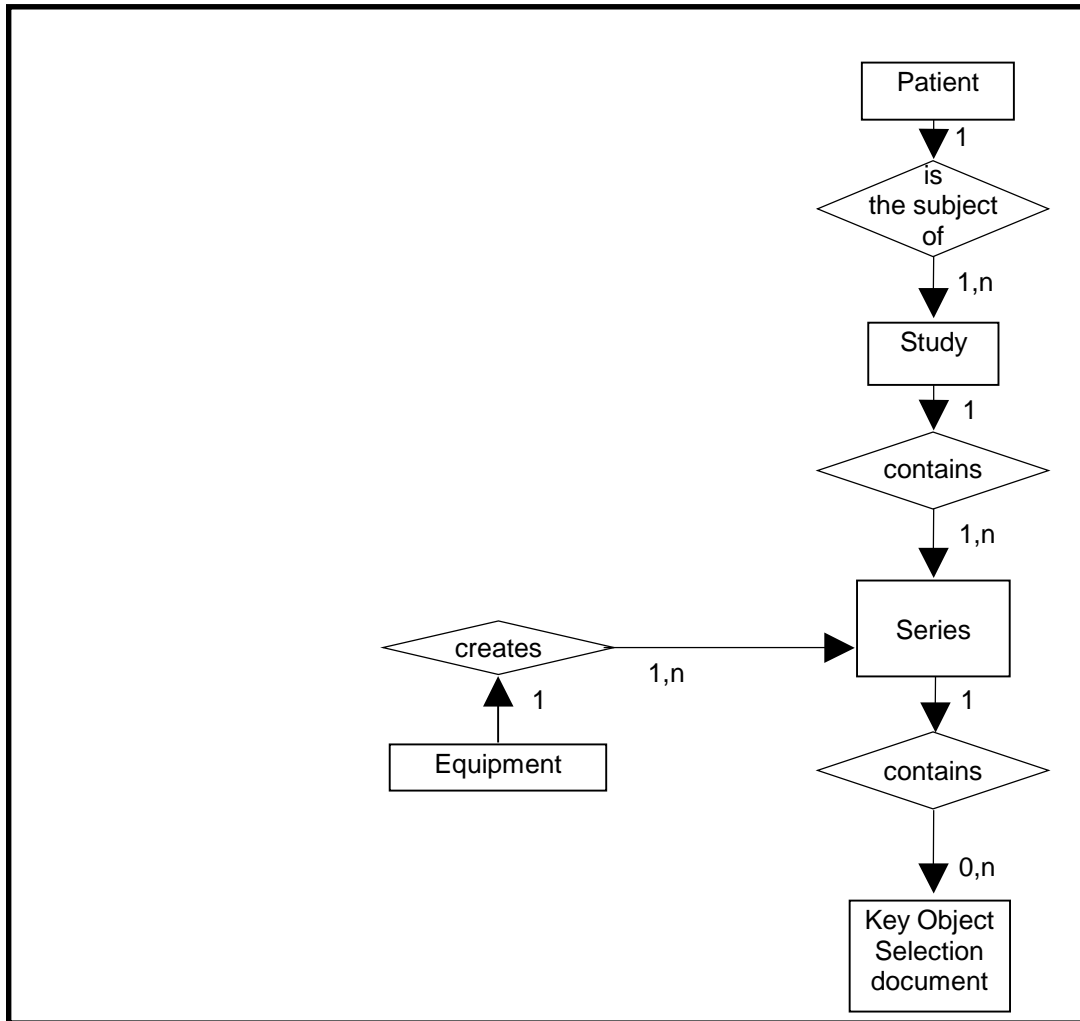 Patient
1
is
the subject
of
1,n
Study
1
contains
1,n
Series
creates
1,n
1
1
Equipment
contains
0,n
Key Object
Selection
document